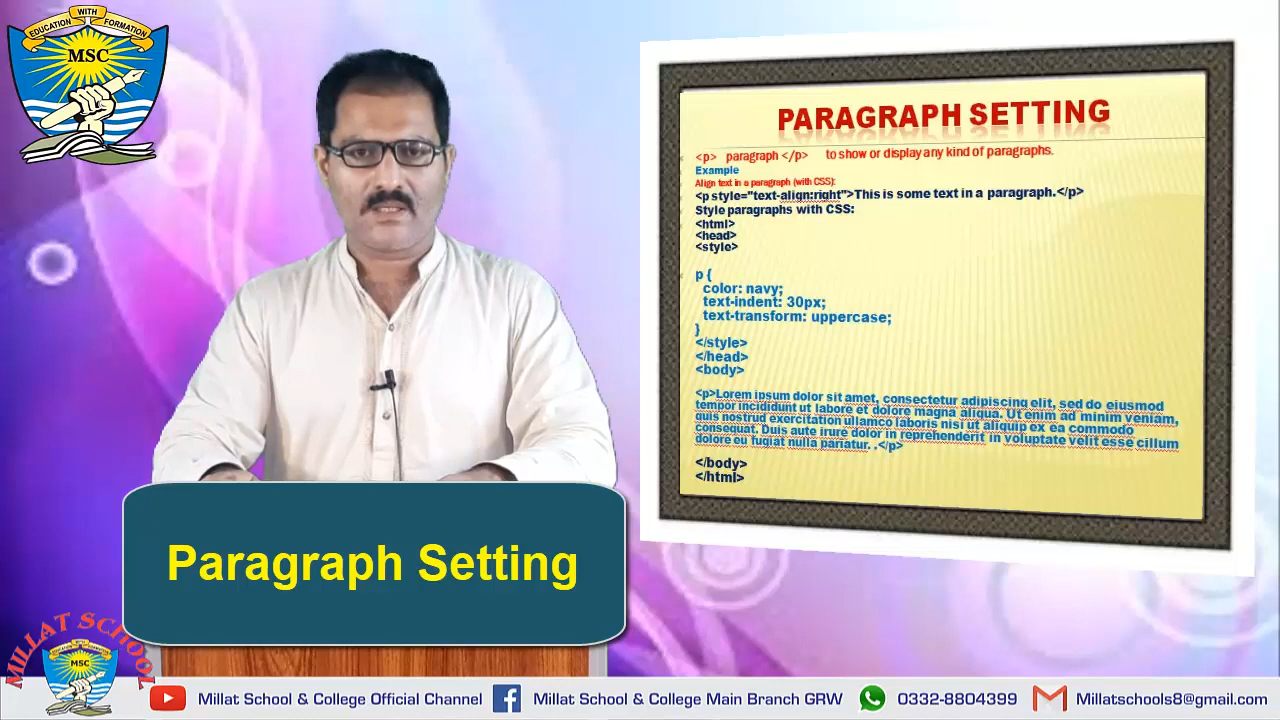 EDUCATION WITH FORMATION
MSC
PARAGRAPH SETTING
<p> paragraph </p> to show or display any kind of paragraphs.
Example
Align text in a paragraph (with CSS):
<p style="text-align:right">This is some text in a paragraph.</p>
Style paragraphs with CSS:
<html>
<head>
<style>
p {
color: navy;
text-indent: 30px;
text-transform: uppercase;
}
</style>
</head>
<body>
<p>Lorem ipsum dolor sit amet, consectetur adipiscing elit, sed do eiusmod
tempor incididunt ut labore et dolore magna aliqua. Ut enim ad minim veniam,
quis nostrud exercitation ullamco laboris nisi ut aliquip ex ea commodo
consequat. Duis aute irure dolor in reprehenderit in voluptate velit esse cillum
dolore eu fugiat nulla pariatur. .</p>
</body>
</html>
Paragraph Setting
MILLAT SCHOOL
EDUCATION WITH FORMATION
MSC
Millat School & College Official Channel
Millat School & College Main Branch GRW
0332-8804399
Millatschools8@gmail.com